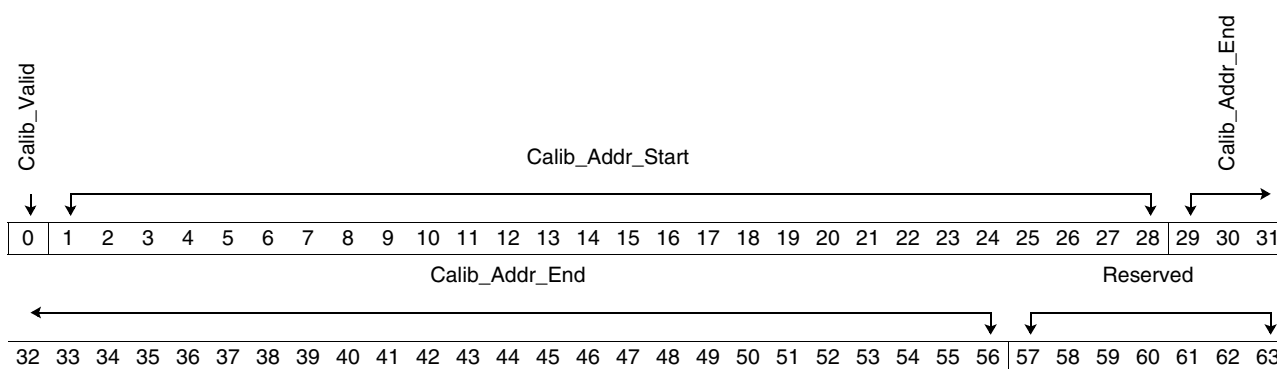 Calib_Valid
Calib_Addr_Start
Calib_Addr_End
0 1 2 3 4 5 6 7 8 9 10 11 12 13 14 15 16 17 18 19 20 21 22 23 24 25 26 27 28 29 30 31
Calib_Addr_End Reserved
32 33 34 35 36 37 38 39 40 41 42 43 44 45 46 47 48 49 50 51 52 53 54 55 56 57 58 59 60 61 62 63